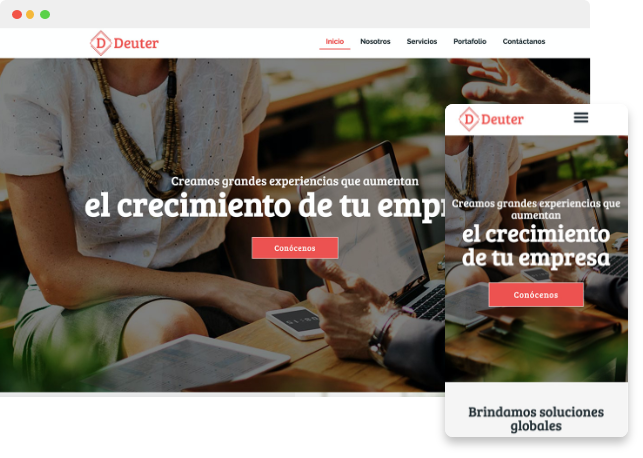 D Deuter
Inicio Nosotros Servicios Portafolio Contáctanos
Creamos grandes experiencias que aumentan
el crecimiento de tu
Conócenos
D Deuter
Creamos grandes experiencias que
aumentan
el crecimiento
de tu empresa
Conócenos
Brindamos soluciones
globales